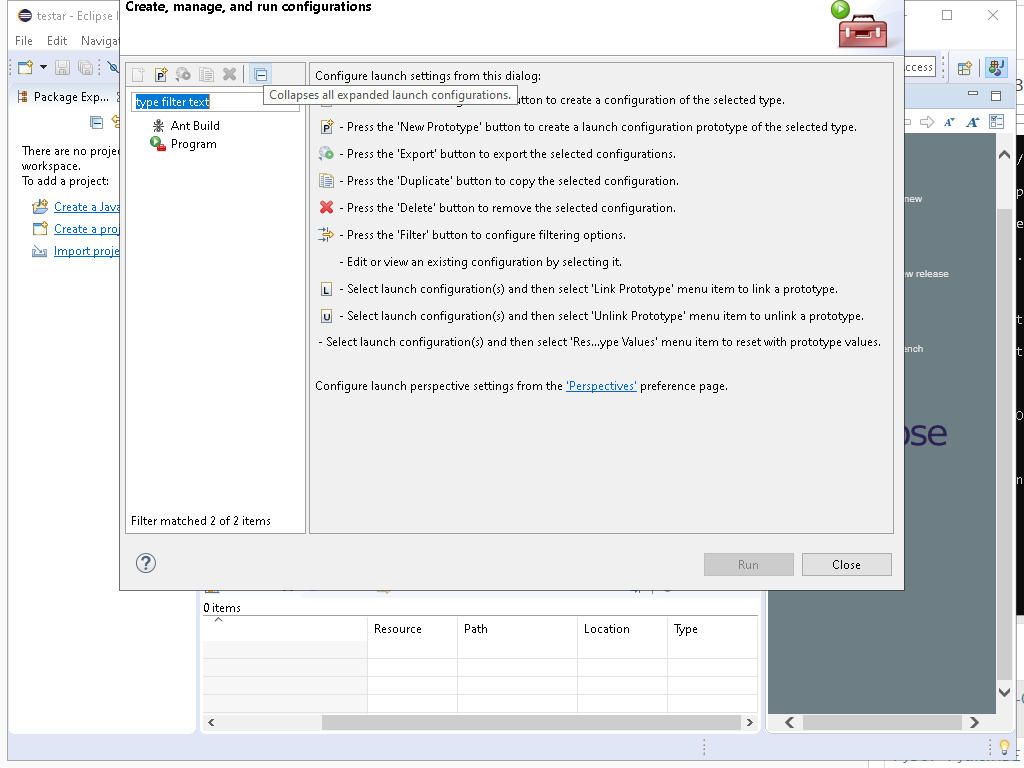 testar - Eclipse I
Create, manage, and run configurations
File Edit Navigat
Package Exp...
There are no projec
workspace.
To add a project:
Create a Java
Create a proj
Import proje
type filter text
Ant Build
Program
Filter matched 2 of 2 items
Configure launch settings from this dialog:
Collapses all expanded launch configurations.
utton to create a configuration of the selected type.
- Press the 'New Prototype' button to create a launch configuration prototype of the selected type.
- Press the 'Export' button to export the selected configurations.
- Press the 'Duplicate' button to copy the selected configuration.
- Press the 'Delete' button to remove the selected configuration.
- Press the 'Filter' button to configure filtering options.
- Edit or view an existing configuration by selecting it.
L - Select launch configuration(s) and then select 'Link Prototype' menu item to link a prototype.
U - Select launch configuration(s) and then select 'Unlink Prototype' menu item to unlink a prototype.
- Select launch configuration(s) and then select 'Res...ype Values' menu item to reset with prototype values.
Configure launch perspective settings from the 'Perspectives' preference page.
Run
Close
ccess
new
w release
ench
ose
0 items
Resource Path Location Type